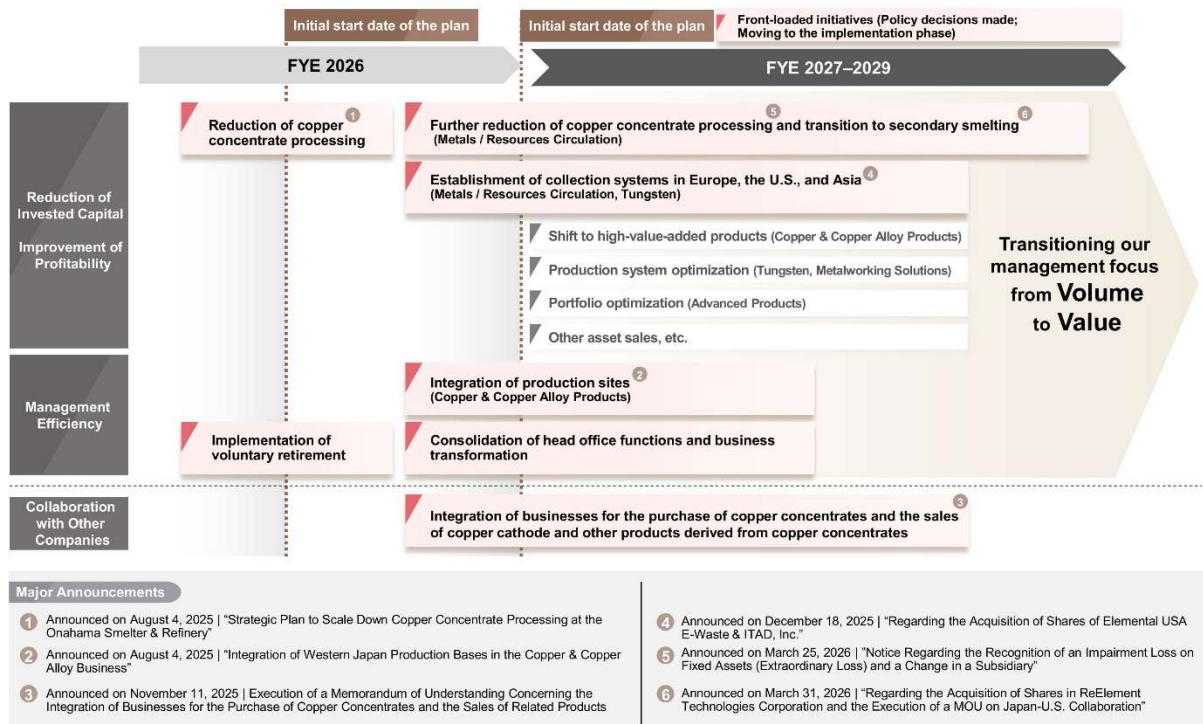 Initial start date of the plan
Initial start date of the plan
Front-loaded initiatives (Policy decisions made;
Moving to the implementation phase)
FYE 2026
FYE 2027–2029
Reduction of
Invested Capital
Improvement of
Profitability
Reduction of copper
concentrate processing
1
Further reduction of copper concentrate processing and transition to secondary smelting
5
6
(Metals / Resources Circulation)
Establishment of collection systems in Europe, the U.S., and Asia
4
(Metals / Resources Circulation, Tungsten)
Shift to high-value-added products (Copper & Copper Alloy Products)
Production system optimization (Tungsten, Metalworking Solutions)
Portfolio optimization (Advanced Products)
Other asset sales, etc.
Transitioning our
management focus
from Volume
to Value
Management
Efficiency
Integration of production sites
2
(Copper & Copper Alloy Products)
Implementation of
voluntary retirement
Consolidation of head office functions and business
transformation
Collaboration
with Other
Companies
3
Integration of businesses for the purchase of copper concentrates and the sales
of copper cathode and other products derived from copper concentrates
Major Announcements
1 Announced on August 4, 2025 | "Strategic Plan to Scale Down Copper Concentrate Processing at the
Onahama Smelter & Refinery"
2 Announced on August 4, 2025 | "Integration of Western Japan Production Bases in the Copper & Copper
Alloy Business"
3 Announced on November 11, 2025 | Execution of a Memorandum of Understanding Concerning the
Integration of Businesses for the Purchase of Copper Concentrates and the Sales of Related Products
4 Announced on December 18, 2025 | "Regarding the Acquisition of Shares of Elemental USA
E-Waste & ITAD, Inc."
5 Announced on March 25, 2026 | "Notice Regarding the Recognition of an Impairment Loss on
Fixed Assets (Extraordinary Loss) and a Change in a Subsidiary"
6 Announced on March 31, 2026 | "Regarding the Acquisition of Shares in ReElement
Technologies Corporation and the Execution of a MOU on Japan-U.S. Collaboration"